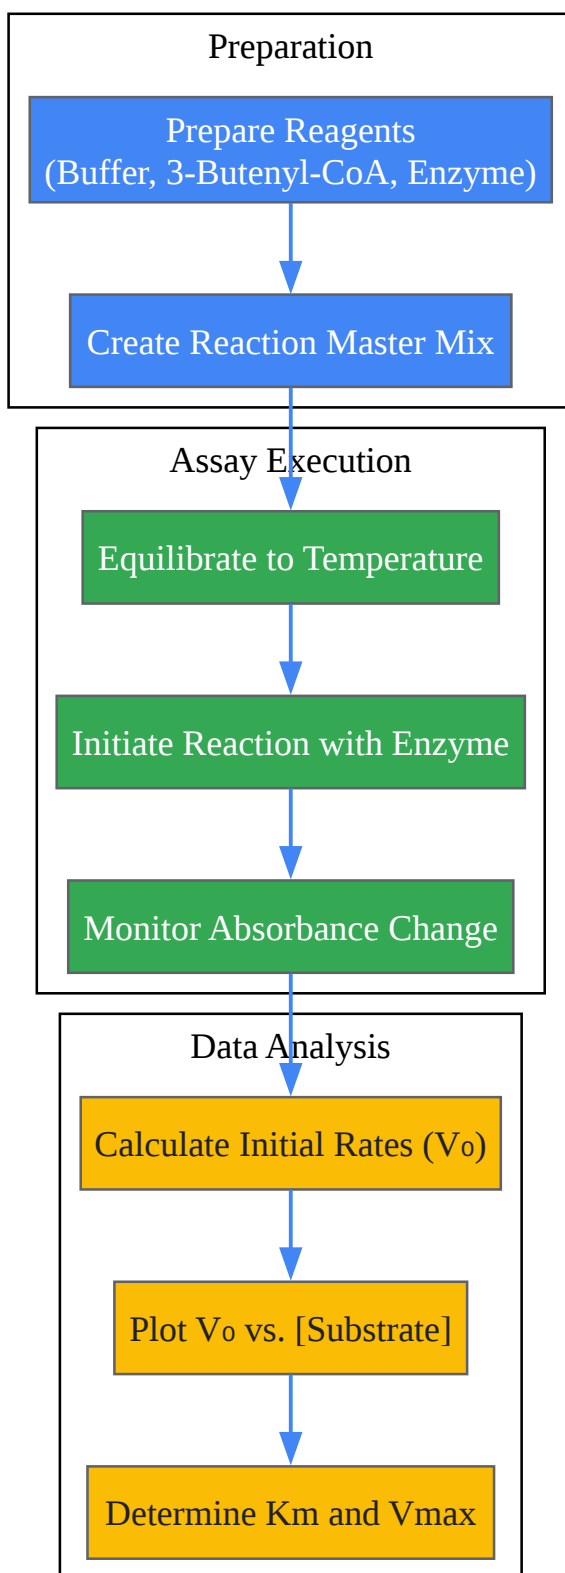 Preparation
Prepare Reagents
(Buffer, 3-Butenyl-CoA, Enzyme)
Create Reaction Master Mix
Assay Execution
Equilibrate to Temperature
Initiate Reaction with Enzyme
Monitor Absorbance Change
Data Analysis
Calculate Initial Rates (V₀)
Plot V₀ vs. [Substrate]
Determine Km and Vmax